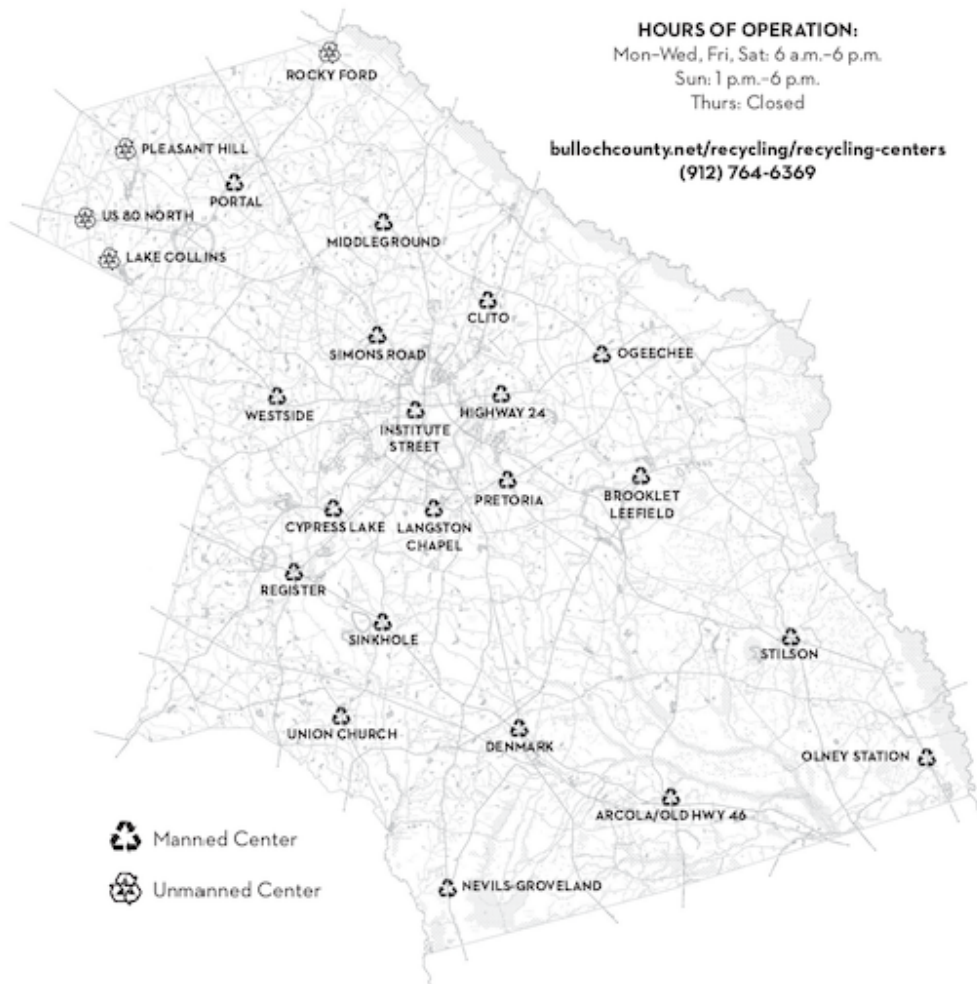 HOURS OF OPERATION:
Mon–Wed, Fri, Sat: 6 a.m.–6 p.m.
Sun: 1 p.m.–6 p.m.
Thurs: Closed
bullochcounty.net/recycling/recycling-centers
(912) 764-6369
ROCKY FORD
PLEASANT HILL
PORTAL
US 80 NORTH
MIDDLEGROUND
LAKE COLLINS
CLITO
SIMONS ROAD
OGEECHEE
WESTSIDE
HIGHWAY 24
INSTITUTE
STREET
PRETORIA
BROOKLET
LEEFIELD
CYPRESS LAKE
LANGSTON
CHAPEL
REGISTER
SINKHOLE
STILSON
UNION CHURCH
DENMARK
OLNEY STATION
ARCOLA/OLD HWY 46
Manned Center
NEVILS-GROVELAND
Unmanned Center